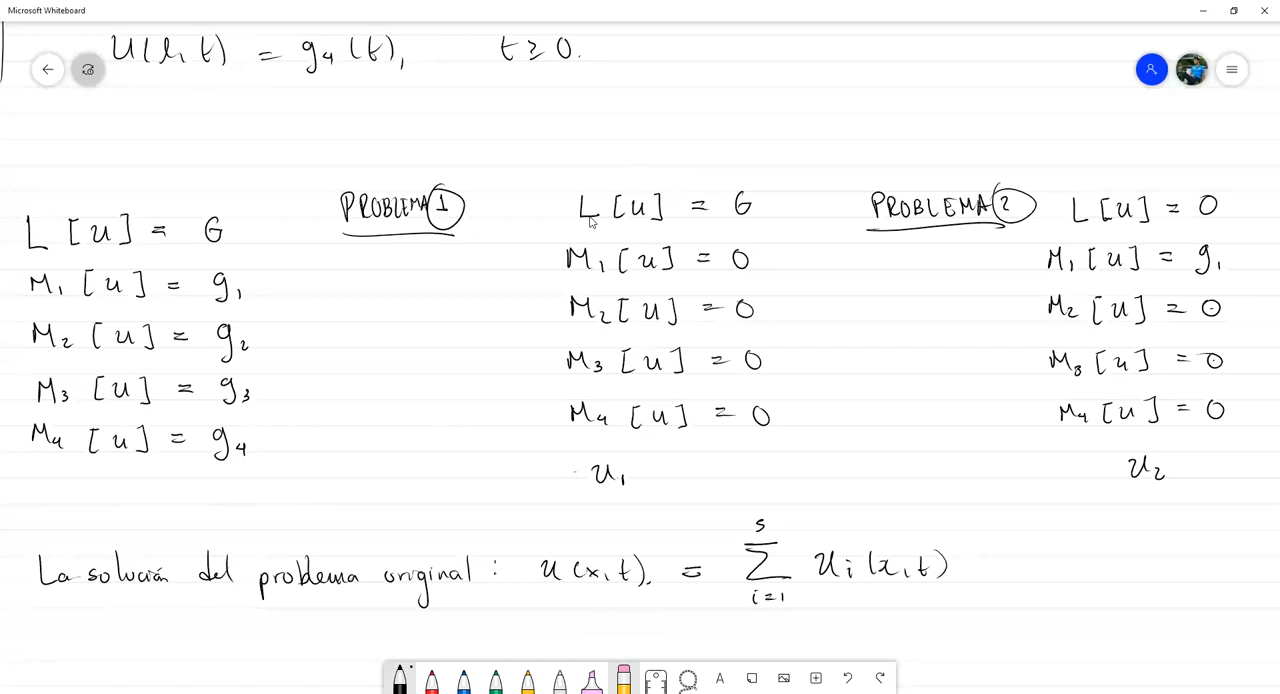 Microsoft Whiteboard
u(l,t) = g₄(t), t ≥ 0.
L[u] = G
M₁[u] = g₁
M₂[u] = g₂
M₃[u] = g₃
M₄[u] = g₄
PROBLEMA 1
L[u] = G
M₁[u] = 0
M₂[u] = 0
M₃[u] = 0
M₄[u] = 0
u₁
PROBLEMA 2
L[u] = 0
M₁[u] = g₁
M₂[u] = 0
M₃[u] = 0
M₄[u] = 0
u₂
La solución del problema original: u(x,t) = ∑_{i=1}^{5} uᵢ(x,t)